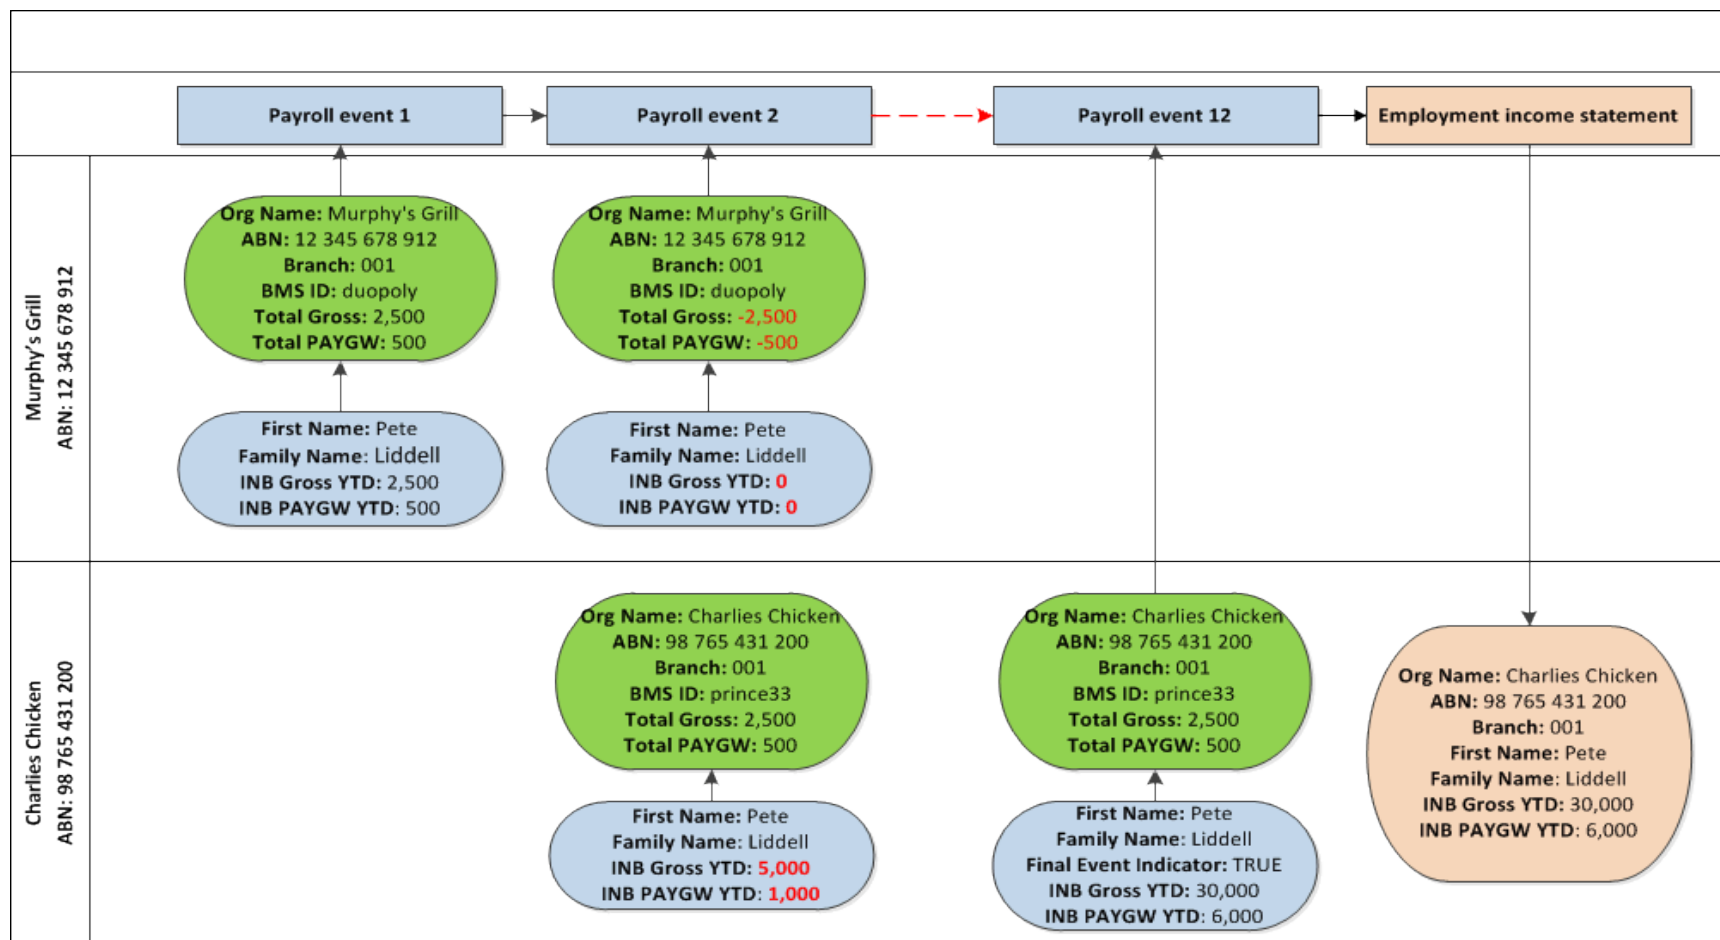 Payroll event 1
Payroll event 2
Payroll event 12
Employment income statement
Murphy's Grill
ABN: 12 345 678 912
Org Name: Murphy's Grill
ABN: 12 345 678 912
Branch: 001
BMS ID: duopoly
Total Gross: 2,500
Total PAYGW: 500
First Name: Pete
Family Name: Liddell
INB Gross YTD: 2,500
INB PAYGW YTD: 500
Org Name: Murphy's Grill
ABN: 12 345 678 912
Branch: 001
BMS ID: duopoly
Total Gross: -2,500
Total PAYGW: -500
First Name: Pete
Family Name: Liddell
INB Gross YTD: 0
INB PAYGW YTD: 0
Charlies Chicken
ABN: 98 765 431 200
Org Name: Charlies Chicken
ABN: 98 765 431 200
Branch: 001
BMS ID: prince33
Total Gross: 2,500
Total PAYGW: 500
First Name: Pete
Family Name: Liddell
INB Gross YTD: 5,000
INB PAYGW YTD: 1,000
Org Name: Charlies Chicken
ABN: 98 765 431 200
Branch: 001
BMS ID: prince33
Total Gross: 2,500
Total PAYGW: 500
First Name: Pete
Family Name: Liddell
Final Event Indicator: TRUE
INB Gross YTD: 30,000
INB PAYGW YTD: 6,000
Org Name: Charlies Chicken
ABN: 98 765 431 200
Branch: 001
First Name: Pete
Family Name: Liddell
INB Gross YTD: 30,000
INB PAYGW YTD: 6,000